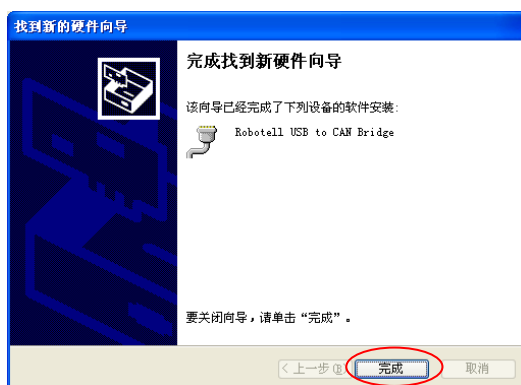 找到新的硬件向导
完成找到新硬件向导
该向导已经完成了下列设备的软件安装:
Robotell USB to CAN Bridge
要关闭向导，请单击“完成”。
<上一步(B) 完成 取消